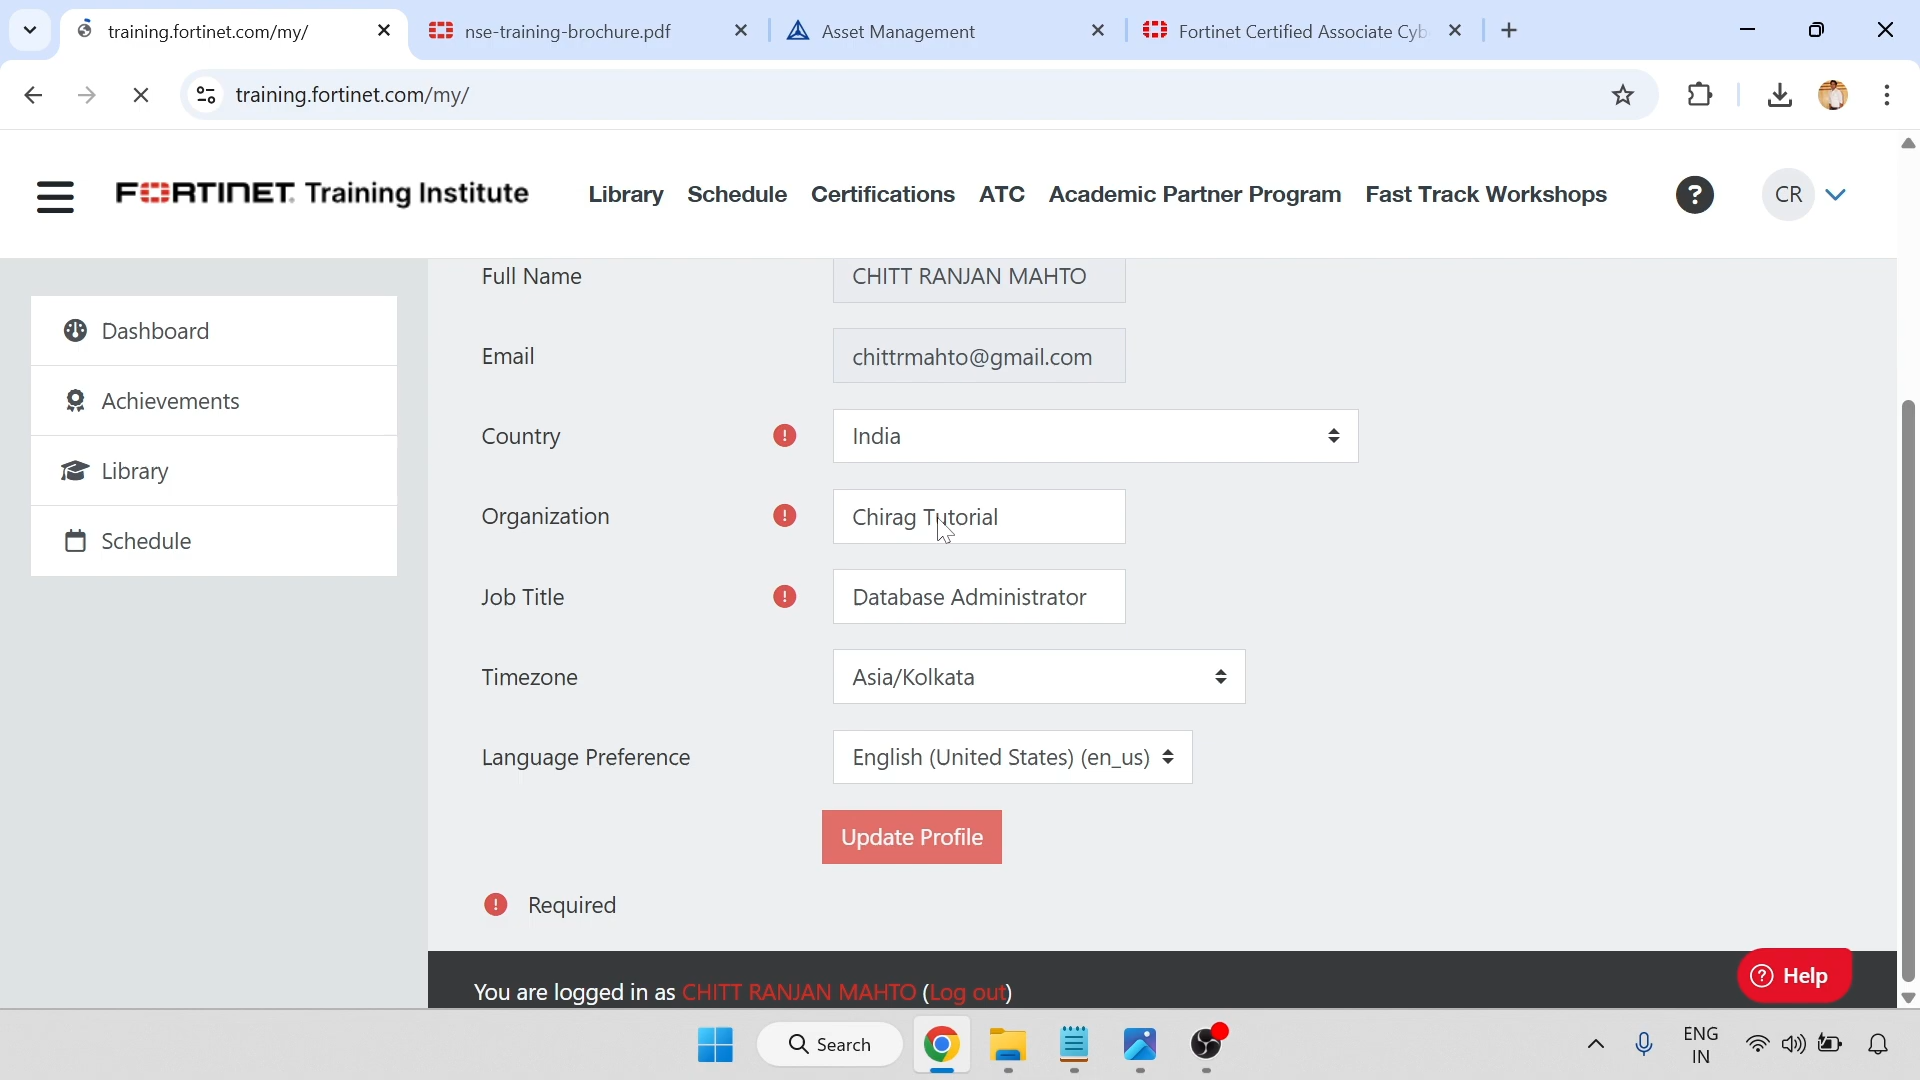 training.fortinet.com/my/
nse-training-brochure.pdf
Asset Management
Fortinet Certified Associate Cyb
training.fortinet.com/my/
FORTINET Training Institute
Library
Schedule
Certifications
ATC
Academic Partner Program
Fast Track Workshops
?
CR
Dashboard
Achievements
Library
Schedule
Full Name
CHITT RANJAN MAHTO
Email
chittrmahto@gmail.com
Country
India
Organization
Chirag Tutorial
Job Title
Database Administrator
Timezone
Asia/Kolkata
Language Preference
English (United States) (en_us)
Update Profile
Required
You are logged in as CHITT RANJAN MAHTO (Log out)
Help
Search
ENG
IN